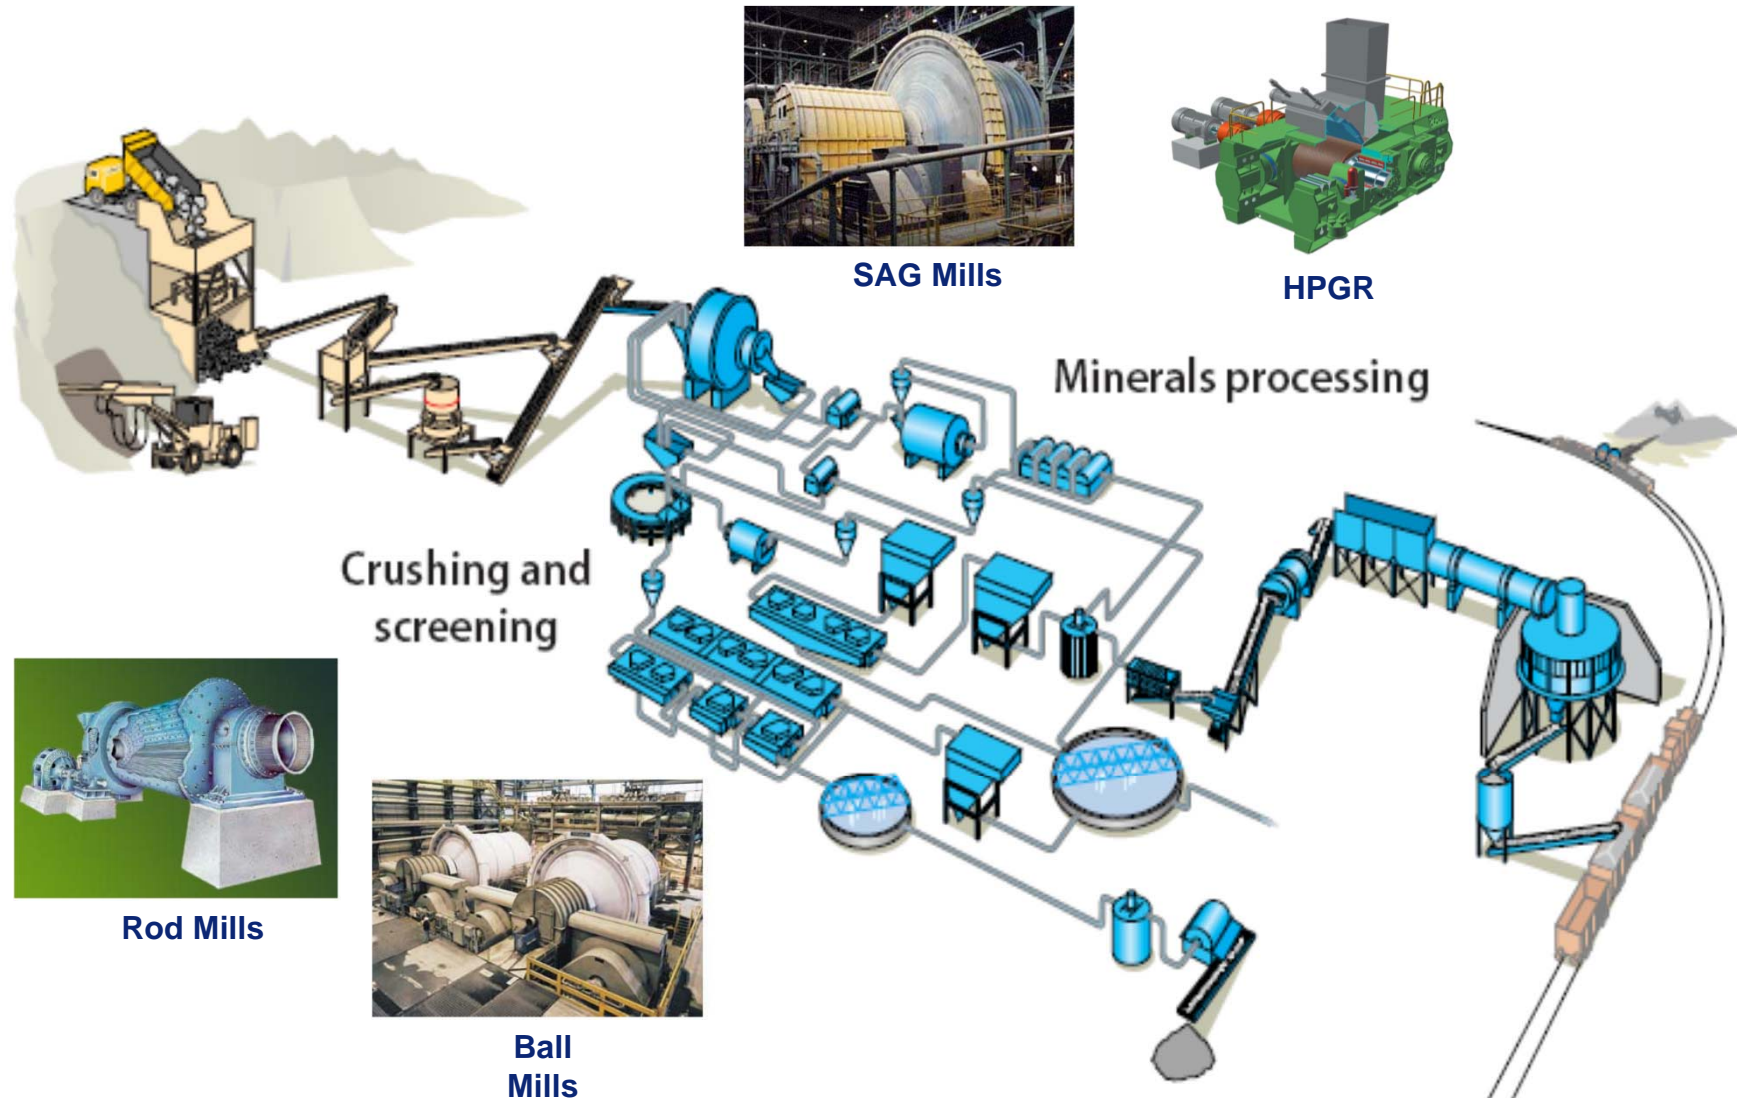 SAG Mills
HPGR
Minerals processing
Crushing and
screening
Rod Mills
Ball
Mills